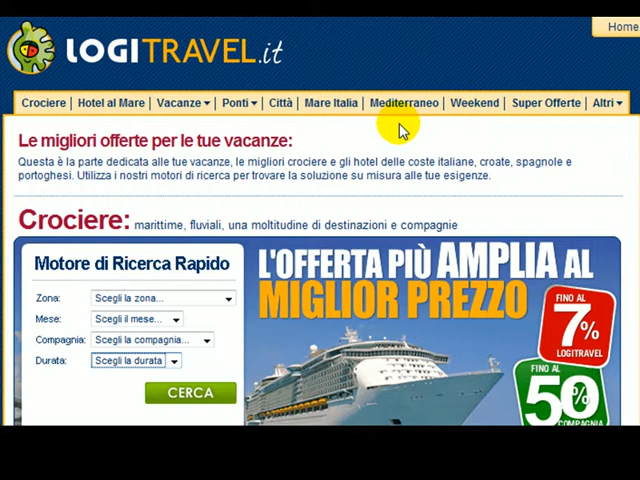 LOGITRAVEL.it
Home
Crociere Hotel al Mare Vacanze Ponti Città Mare Italia Mediterraneo Weekend Super Offerte Altri
Le migliori offerte per le tue vacanze:
Questa è la parte dedicata alle tue vacanze, le migliori crociere e gli hotel delle coste italiane, croate, spagnole e
portoghesi. Utilizza i nostri motori di ricerca per trovare la soluzione su misura alle tue esigenze.
Crociere: marittime, fluviali, una moltitudine di destinazioni e compagnie
Motore di Ricerca Rapido
Zona: Scegli la zona...
Mese: Scegli il mese...
Compagnia: Scegli la compagnia...
Durata: Scegli la durata
CERCA
L'OFFERTA PIÙ AMPLIA AL
MIGLIOR PREZZO
FINO AL
7%
LOGITRAVEL
FINO AL
50%
COMPAGNIA